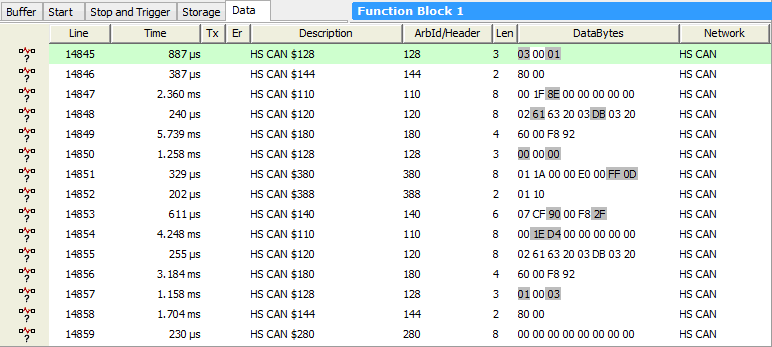 Buffer Start Stop and Trigger Storage Data Function Block 1
Line Time Tx Er Description ArbId/Header Len DataBytes Network
? 14845 887 µs HS CAN $128 128 3 03 00 01 HS CAN
? 14846 387 µs HS CAN $144 144 2 80 00 HS CAN
? 14847 2.360 ms HS CAN $110 110 8 00 1F 8E 00 00 00 00 00 HS CAN
? 14848 240 µs HS CAN $120 120 8 02 61 63 20 03 DB 03 20 HS CAN
? 14849 5.739 ms HS CAN $180 180 4 60 00 F8 92 HS CAN
? 14850 1.258 ms HS CAN $128 128 3 00 00 00 HS CAN
? 14851 329 µs HS CAN $380 380 8 01 1A 00 00 E0 00 FF 0D HS CAN
? 14852 202 µs HS CAN $388 388 2 01 10 HS CAN
? 14853 611 µs HS CAN $140 140 6 07 CF 90 00 F8 2F HS CAN
? 14854 4.248 ms HS CAN $110 110 8 00 1E D4 00 00 00 00 00 HS CAN
? 14855 255 µs HS CAN $120 120 8 02 61 63 20 03 DB 03 20 HS CAN
? 14856 3.184 ms HS CAN $180 180 4 60 00 F8 92 HS CAN
? 14857 1.158 ms HS CAN $128 128 3 01 00 03 HS CAN
? 14858 1.704 ms HS CAN $144 144 2 80 00 HS CAN
? 14859 230 µs HS CAN $280 280 8 00 00 00 00 00 00 00 00 HS CAN